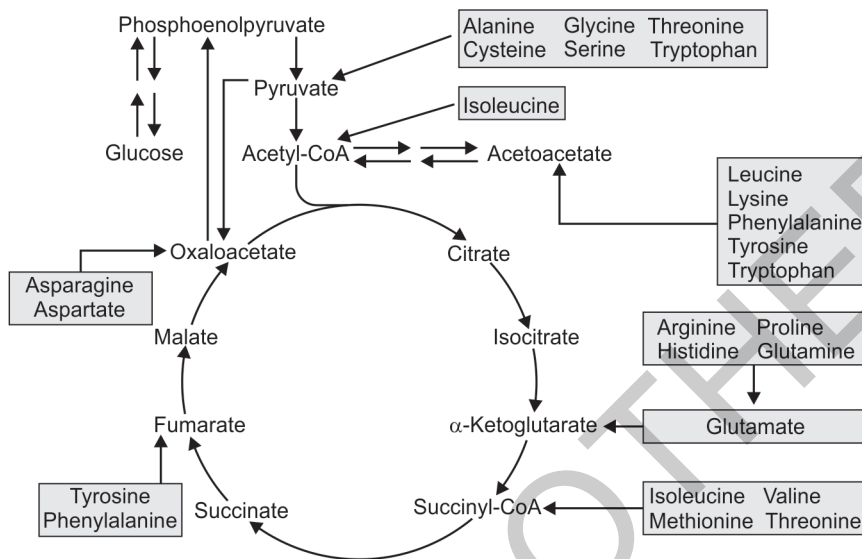 Phosphoenolpyruvate
Alanine Glycine Threonine
Cysteine Serine Tryptophan
Pyruvate
Isoleucine
Glucose
Acetyl-CoA
Acetoacetate
Leucine
Lysine
Phenylalanine
Tyrosine
Tryptophan
Oxaloacetate
Citrate
Asparagine
Aspartate
Malate
Isocitrate
Arginine Proline
Histidine Glutamine
Fumarate
α-Ketoglutarate
Glutamate
Tyrosine
Phenylalanine
Succinate
Succinyl-CoA
Isoleucine Valine
Methionine Threonine